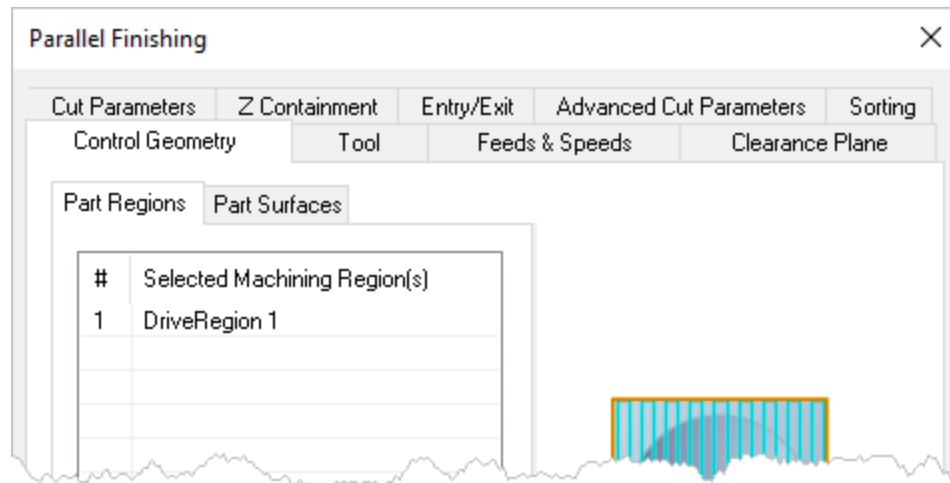 Parallel Finishing
Cut Parameters Z Containment Entry/Exit Advanced Cut Parameters Sorting
Control Geometry Tool Feeds & Speeds Clearance Plane
Part Regions Part Surfaces
# Selected Machining Region(s)
1 DriveRegion 1